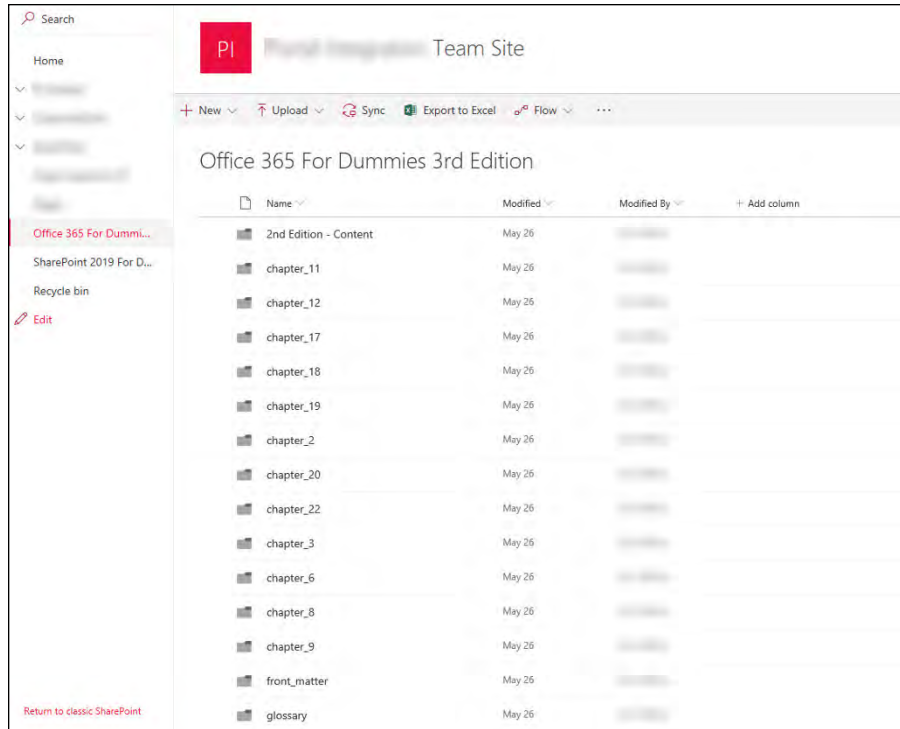 Search
Home
Office 365 For Dummi...
SharePoint 2019 For D...
Recycle bin
Edit
Return to classic SharePoint
PI
Team Site
New
Upload
Sync
Export to Excel
Flow
...
Office 365 For Dummies 3rd Edition
Name Modified Modified By + Add column
2nd Edition - Content May 26
chapter_11 May 26
chapter_12 May 26
chapter_17 May 26
chapter_18 May 26
chapter_19 May 26
chapter_2 May 26
chapter_20 May 26
chapter_22 May 26
chapter_3 May 26
chapter_6 May 26
chapter_8 May 26
chapter_9 May 26
front_matter May 26
glossary May 26